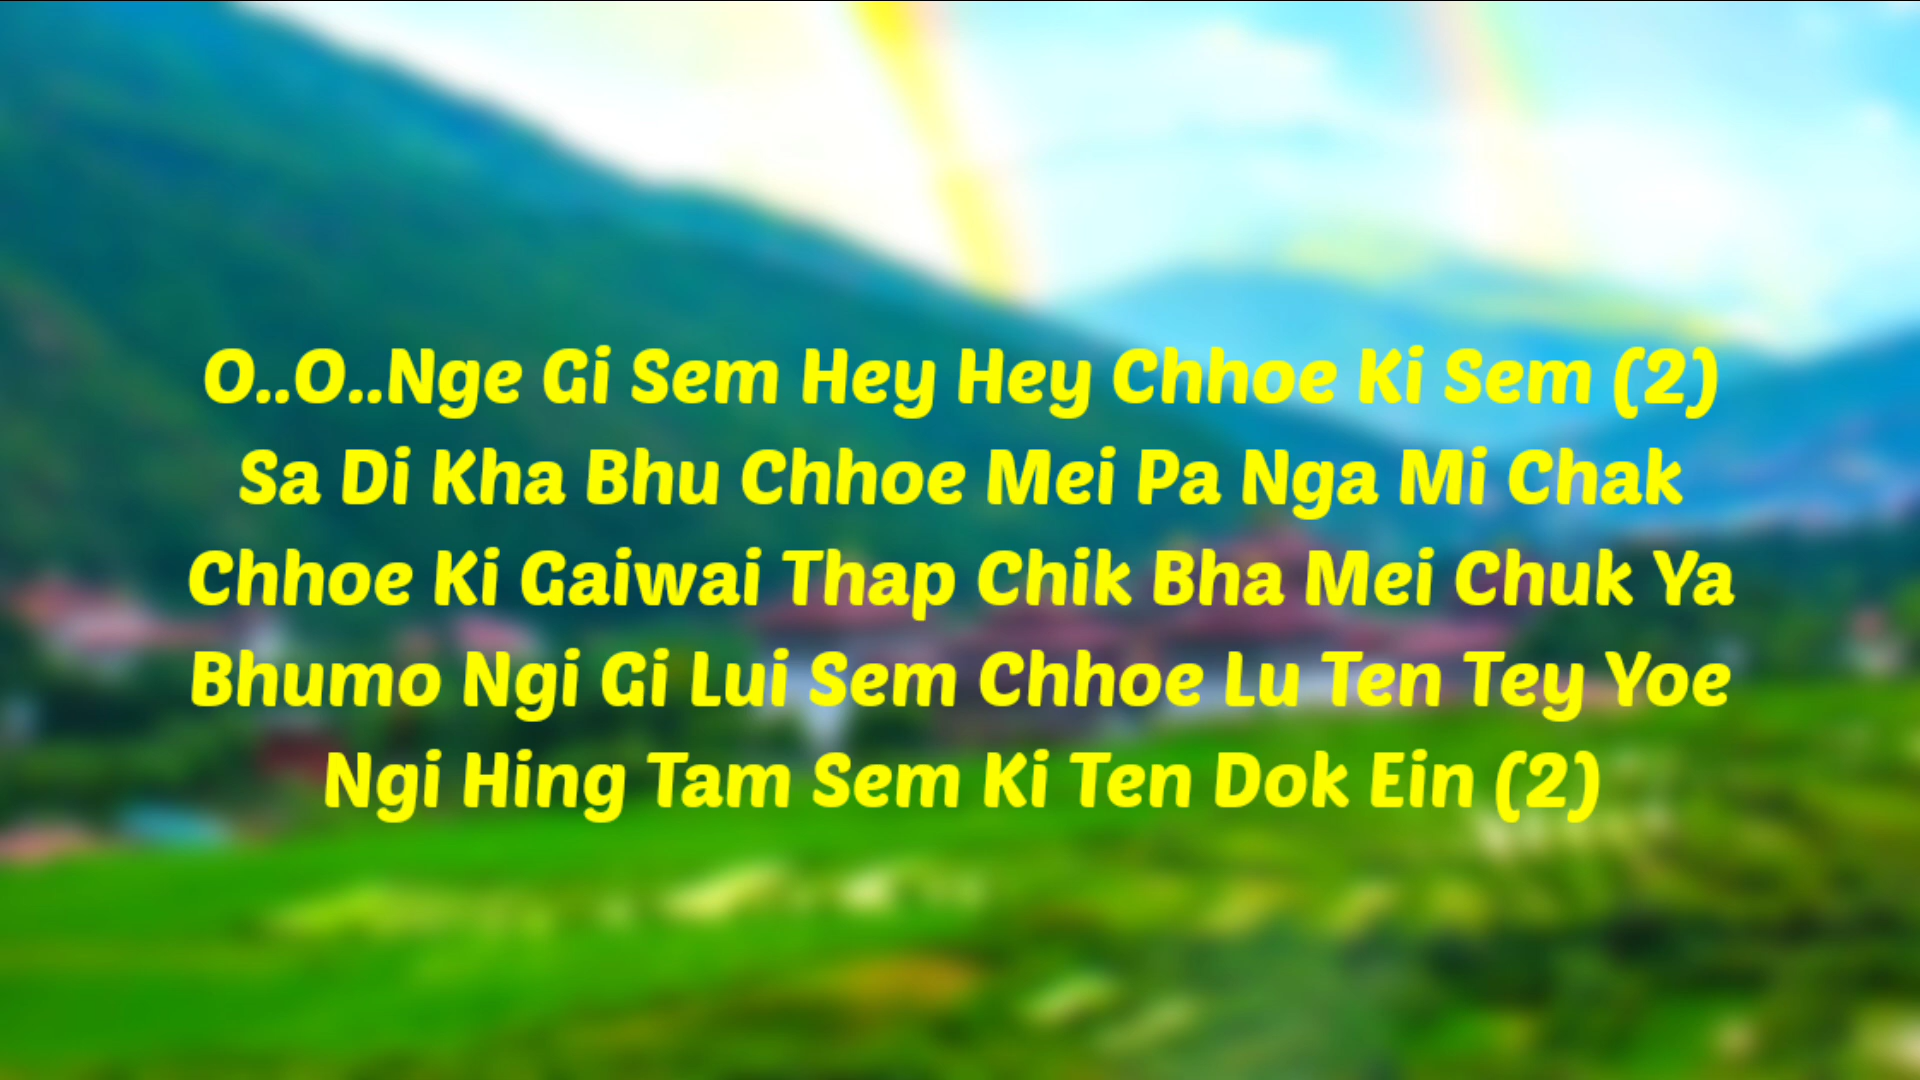 O..O..Nge Gi Sem Hey Hey Chhoe Ki Sem (2)
Sa Di Kha Bhu Chhoe Mei Pa Nga Mi Chak
Chhoe Ki Gaiwai Thap Chik Bha Mei Chuk Ya
Bhumo Ngi Gi Lui Sem Chhoe Lu Ten Tey Yoe
Ngi Hing Tam Sem Ki Ten Dok Ein (2)